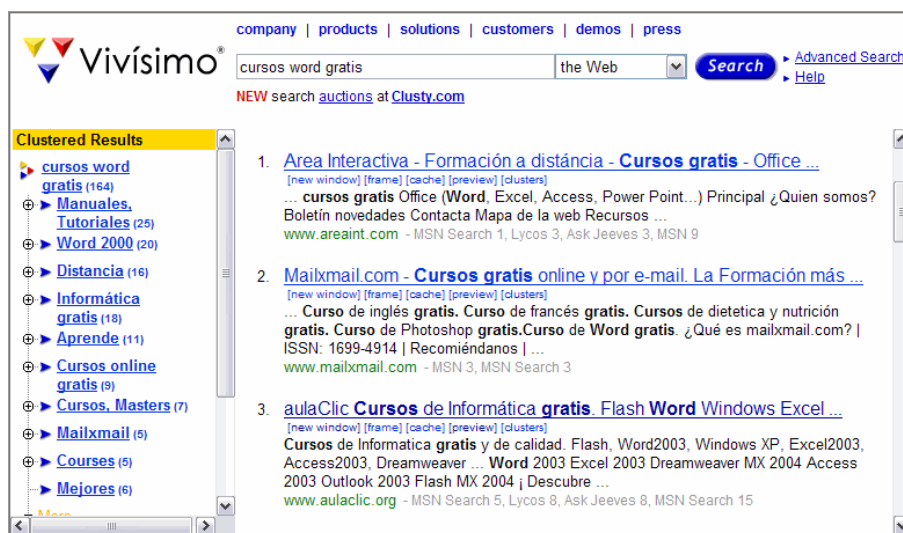 company | products | solutions | customers | demos | press
Vivísimo®
cursos word gratis
the Web
Search
Advanced Search
Help
NEW search auctions at Clusty.com
Clustered Results
cursos word
gratis (164)
Manuales,
Tutoriales (25)
Word 2000 (20)
Distancia (16)
Informática
gratis (18)
Aprende (11)
Cursos online
gratis (9)
Cursos, Masters (7)
Mailxmail (5)
Courses (5)
Mejores (6)
More
1. Area Interactiva - Formación a distáncia - Cursos gratis - Office ...
[new window] [frame] [cache] [preview] [clusters]
... cursos gratis Office (Word, Excel, Access, Power Point...) Principal ¿Quien somos?
Boletín novedades Contacta Mapa de la web Recursos ...
www.areaint.com - MSN Search 1, Lycos 3, Ask Jeeves 3, MSN 9
2. Mailxmail.com - Cursos gratis online y por e-mail. La Formación más ...
[new window] [frame] [cache] [preview] [clusters]
... Curso de inglés gratis. Curso de francés gratis. Cursos de dietetica y nutrición
gratis. Curso de Photoshop gratis.Curso de Word gratis. ¿Qué es mailxmail.com? |
ISSN: 1699-4914 | Recomiéndanos | ...
www.mailxmail.com - MSN 3, MSN Search 3
3. aulaClic Cursos de Informática gratis. Flash Word Windows Excel ...
[new window] [frame] [cache] [preview] [clusters]
Cursos de Informatica gratis y de calidad. Flash, Word2003, Windows XP, Excel2003,
Access2003, Dreamweaver ... Word 2003 Excel 2003 Dreamweaver MX 2004 Access
2003 Outlook 2003 Flash MX 2004 ¡ Descubre ...
www.aulaclic.org - MSN Search 5, Lycos 8, Ask Jeeves 8, MSN Search 15